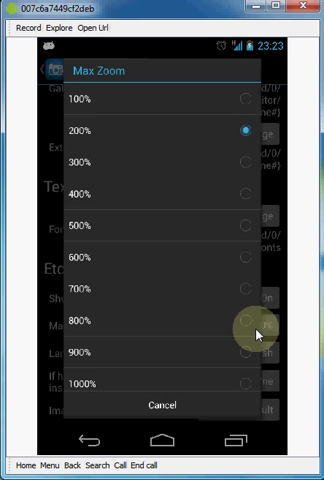 007c6a7449cf2deb
Record Explore Open Url
23:23
Max Zoom
100%
200%
300%
400%
500%
600%
700%
800%
900%
1000%
Cancel
Home Menu Back Search Call End call